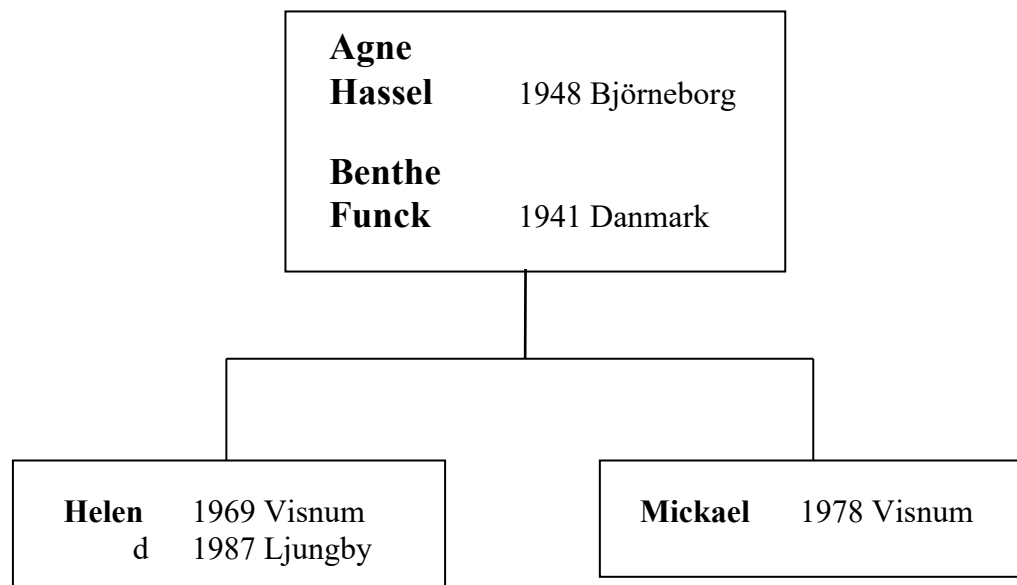 Agne
Hassel 1948 Björneborg
Benthe
Funck 1941 Danmark
Helen 1969 Visnum
d 1987 Ljungby
Mickael 1978 Visnum